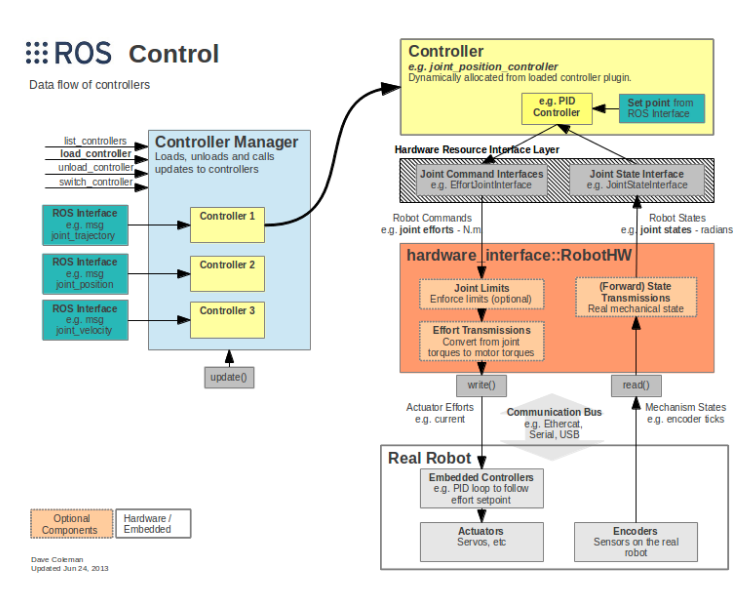 ROS Control
Data flow of controllers
list_controllers
load_controller
unload_controller
switch_controller
Controller Manager
Loads, unloads and calls
updates to controllers
ROS Interface
e.g. msg
joint_trajectory
Controller 1
ROS Interface
e.g. msg
joint_position
Controller 2
ROS Interface
e.g. msg
joint_velocity
Controller 3
update()
Controller
e.g. joint_position_controller
Dynamically allocated from loaded controller plugin.
e.g. PID
Controller
Set point from
ROS Interface
Hardware Resource Interface Layer
Joint Command Interfaces
e.g. EffortJointInterface
Joint State Interface
e.g. JointStateInterface
Robot Commands
e.g. joint efforts - N.m
Robot States
e.g. joint states - radians
hardware_interface::RobotHW
Joint Limits
Enforce limits (optional)
Effort Transmissions
Convert from joint
torques to motor torques
(Forward) State
Transmissions
Real mechanical state
write()
read()
Actuator Efforts
e.g. current
Communication Bus
e.g. Ethercat,
Serial, USB
Mechanism States
e.g. encoder ticks
Real Robot
Embedded Controllers
e.g. PID loop to follow
effort setpoint
Actuators
Servos, etc
Encoders
Sensors on the real
robot
Optional
Components
Hardware /
Embedded
Dave Coleman
Updated Jun 24, 2013